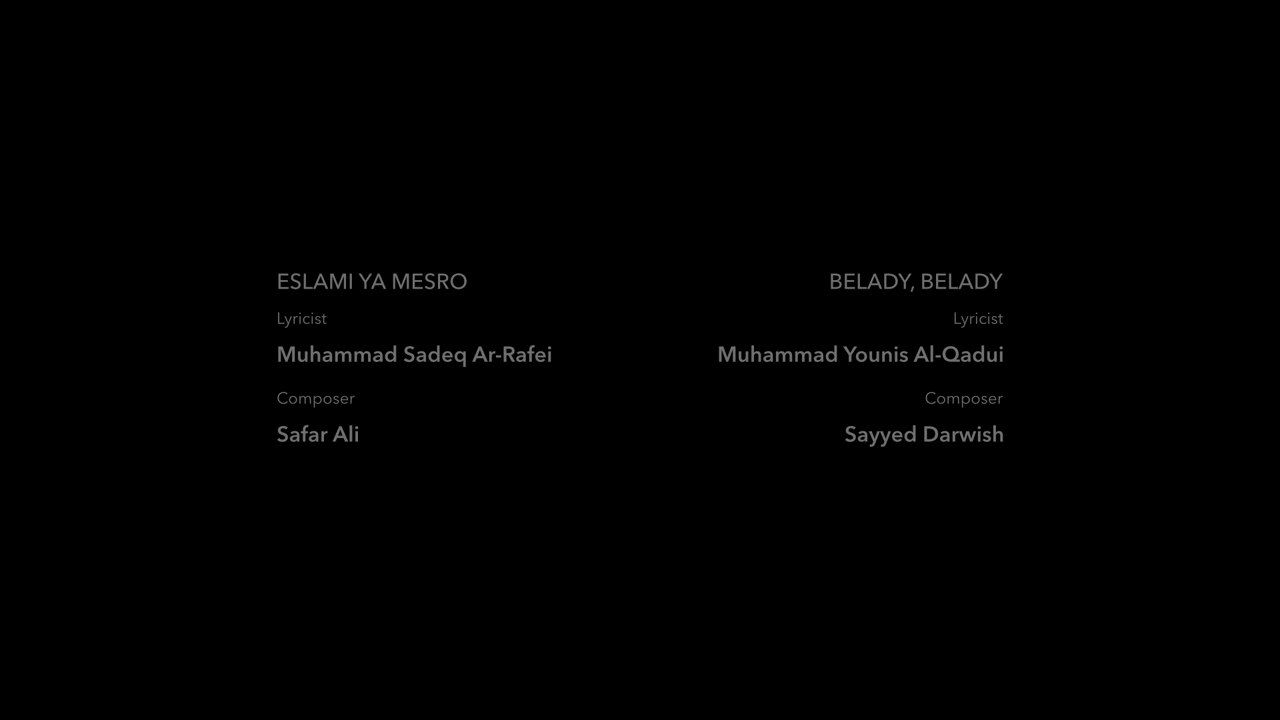 ESLAMI YA MESRO
Lyricist
Muhammad Sadeq Ar-Rafei
Composer
Safar Ali
BELADY, BELADY
Lyricist
Muhammad Younis Al-Qadui
Composer
Sayyed Darwish